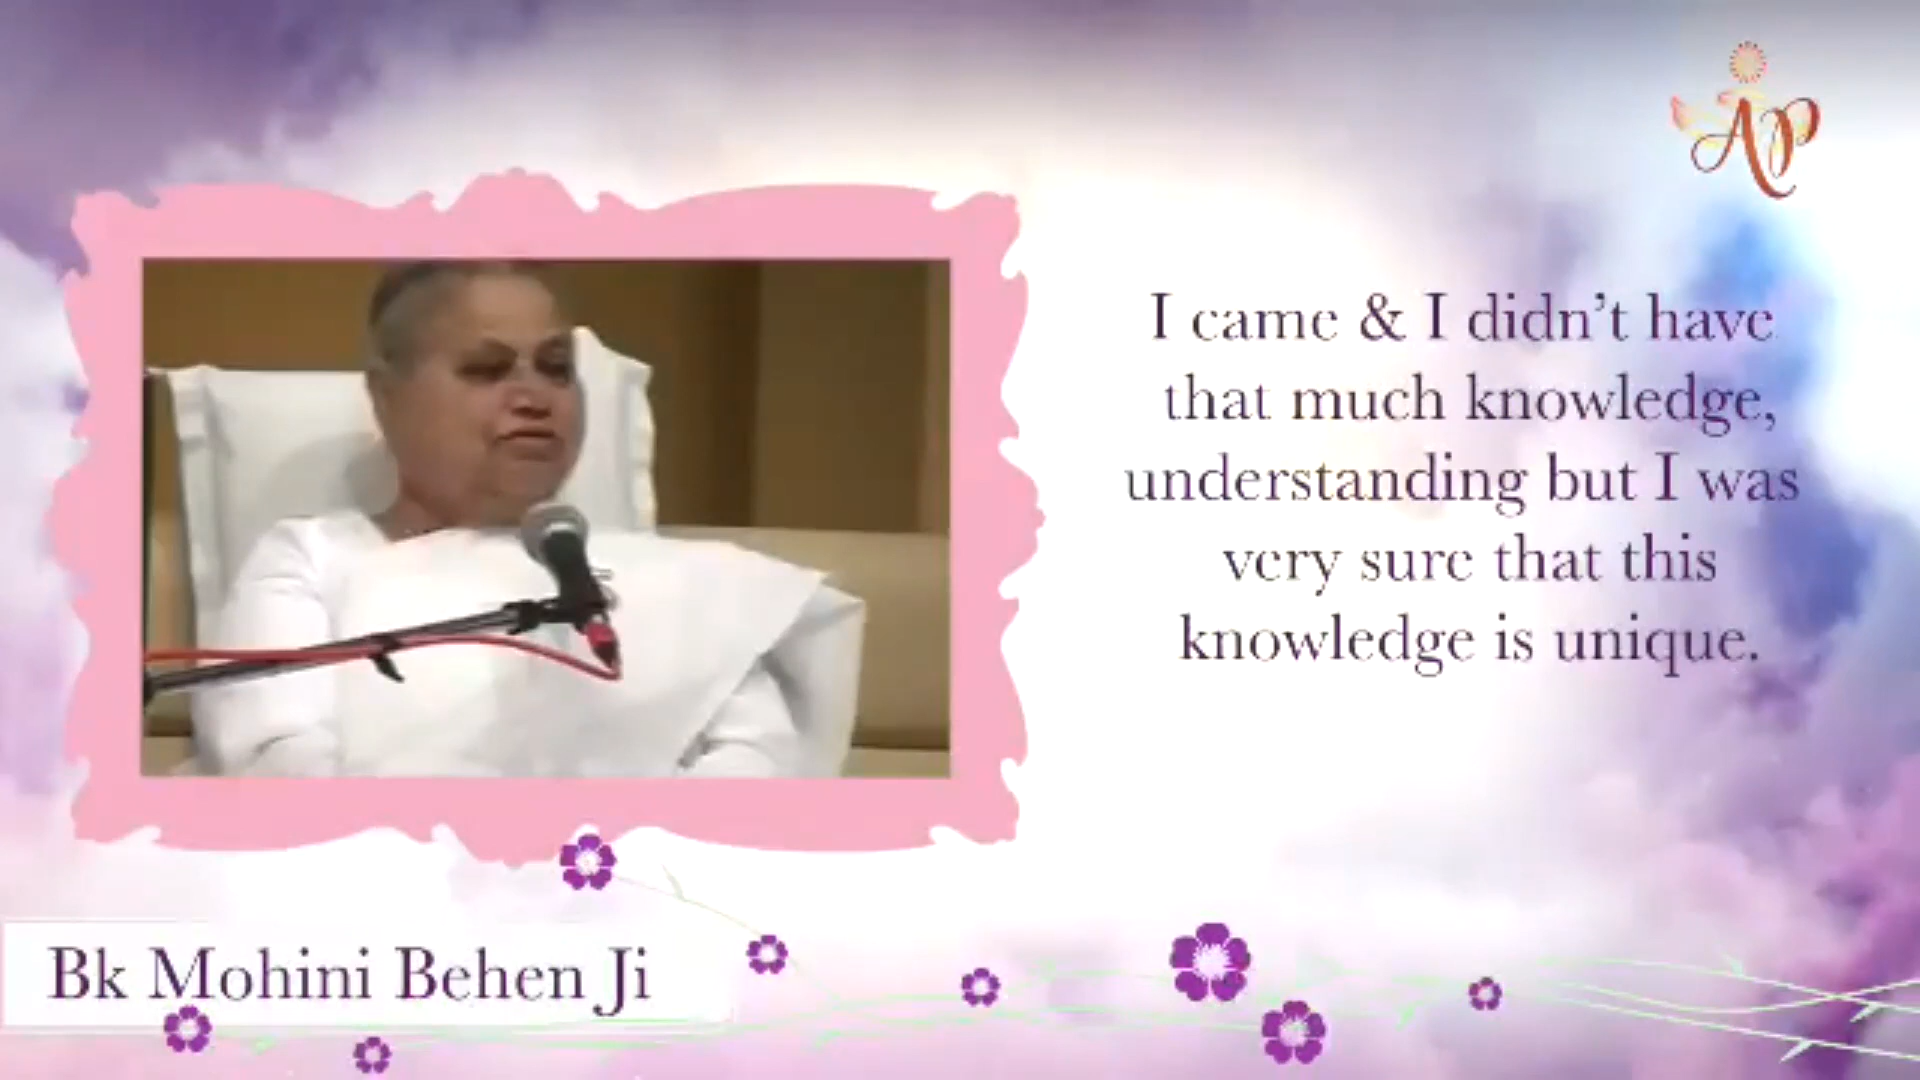 AP
I came & I didn't have
that much knowledge,
understanding but I was
very sure that this
knowledge is unique.
Bk Mohini Behen Ji